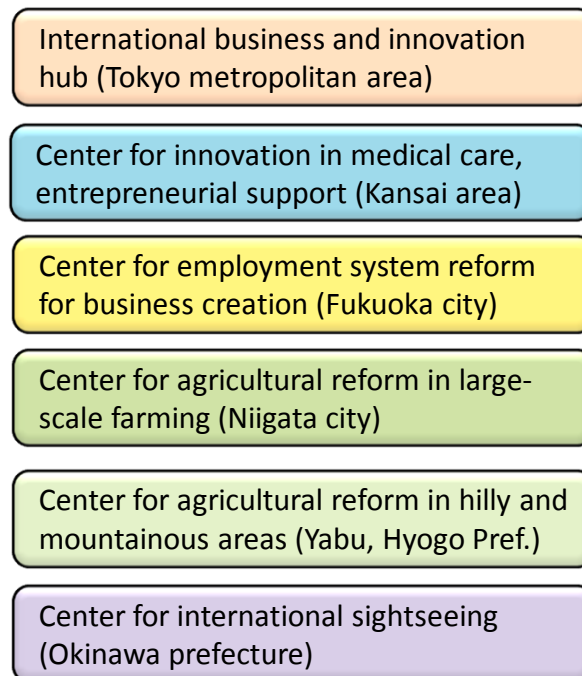 International business and innovation
hub (Tokyo metropolitan area)
Center for innovation in medical care,
entrepreneurial support (Kansai area)
Center for employment system reform
for business creation (Fukuoka city)
Center for agricultural reform in large-
scale farming (Niigata city)
Center for agricultural reform in hilly and
mountainous areas (Yabu, Hyogo Pref.)
Center for international sightseeing
(Okinawa prefecture)